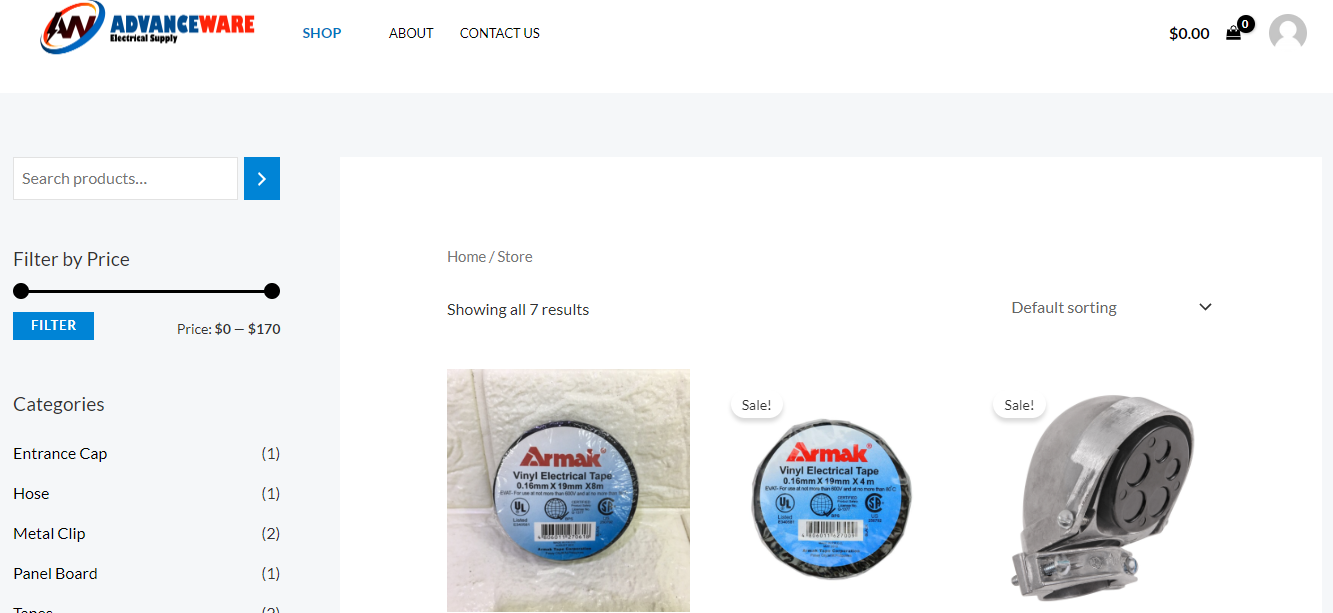 ADVANCEWARE
Electrical Supply
SHOP
ABOUT
CONTACT US
$0.00
0
Search products...
Filter by Price
FILTER
Price: $0 — $170
Categories
Entrance Cap (1)
Hose (1)
Metal Clip (2)
Panel Board (1)
Tapes (2)
Home / Store
Showing all 7 results
Default sorting
Armak
Vinyl Electrical Tape
0.16mm X 19mm X 8m
Listed
Sale!
Armak
Vinyl Electrical Tape
0.16mm X 19mm X 4 m
Listed
Sale!